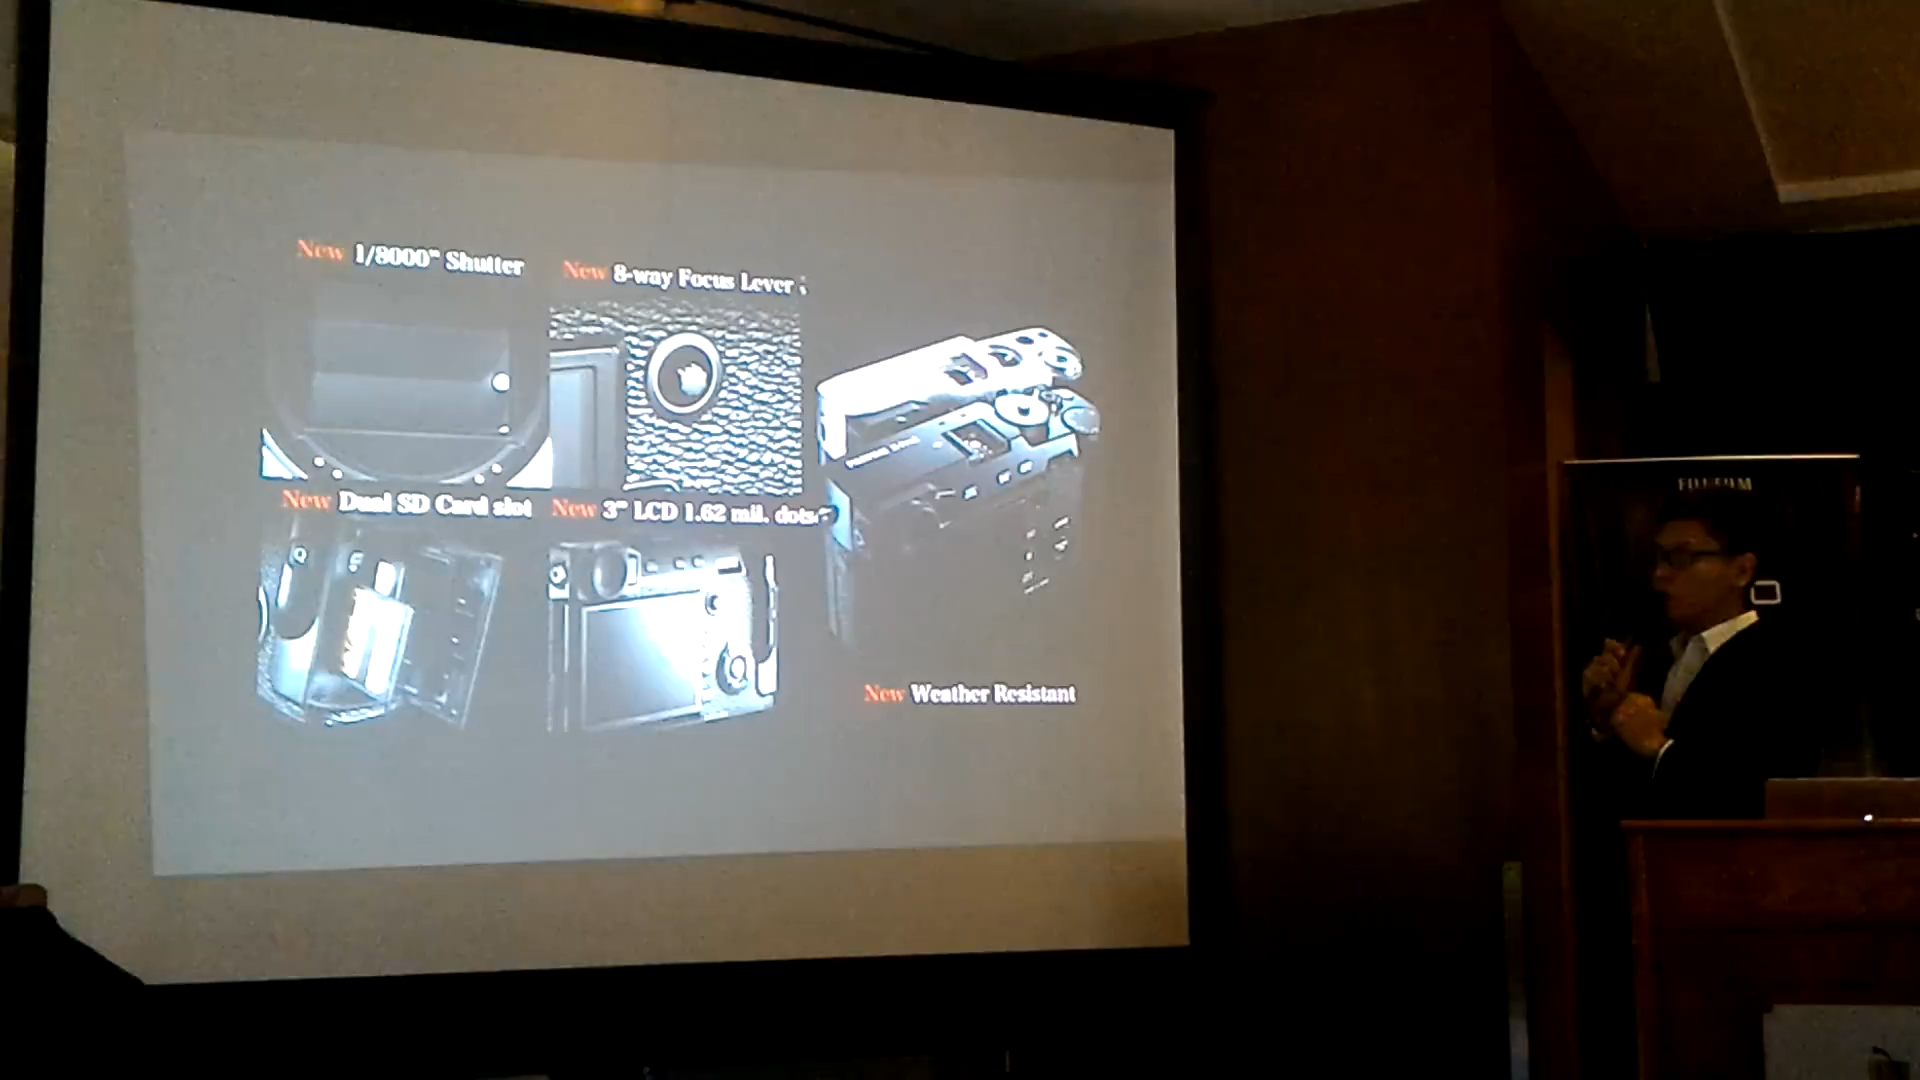 New 1/8000" Shutter
New 8-way Focus Lever
New Dual SD Card slot
New 3" LCD 1.62 mil. dots
New Weather Resistant
FUJIFILM